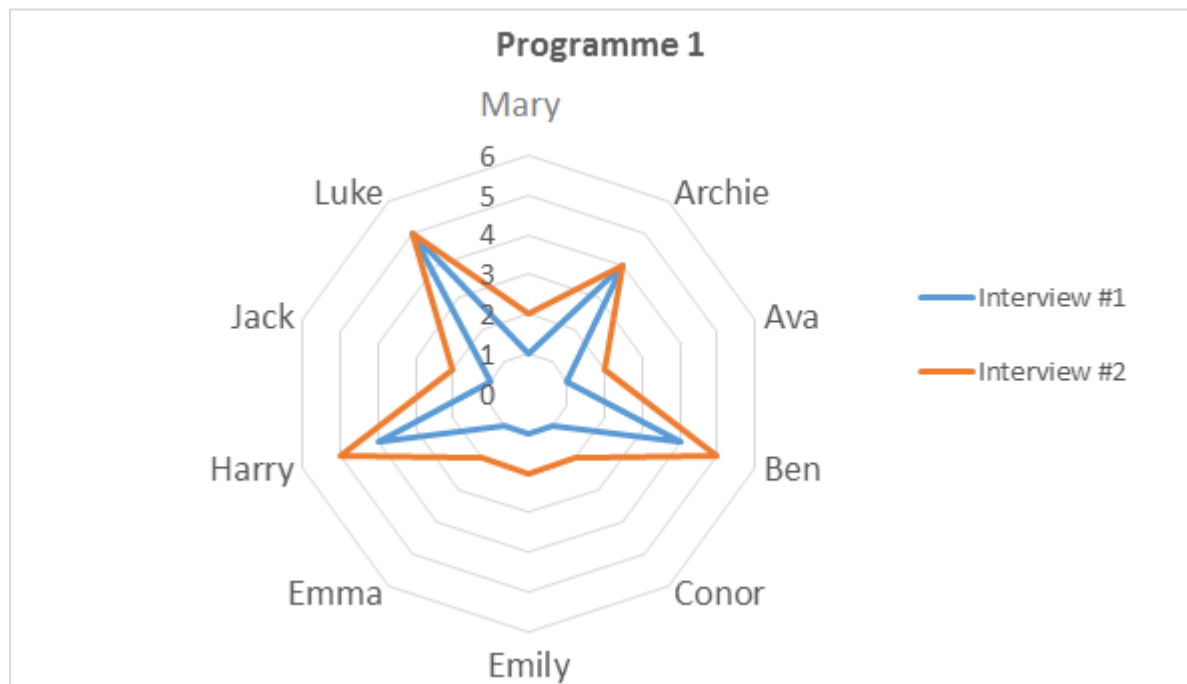 Programme 1
Mary
6
Luke
Archie
5
4
3
Interview #1
Jack
2
Ava
1
Interview #2
0
Harry
Ben
Emma
Conor
Emily